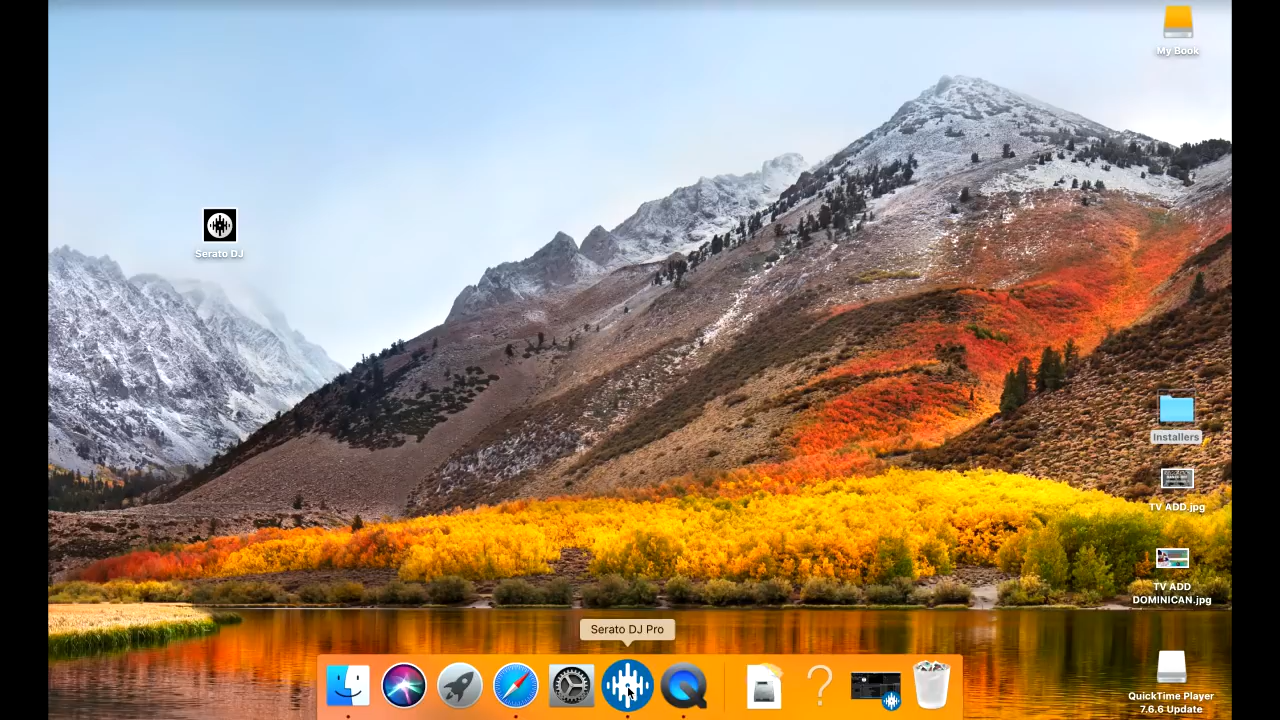 My Book
Serato DJ
Installers
TV ADD.jpg
TV ADD
DOMINICAN.jpg
Serato DJ Pro
QuickTime Player
7.6.6 Update